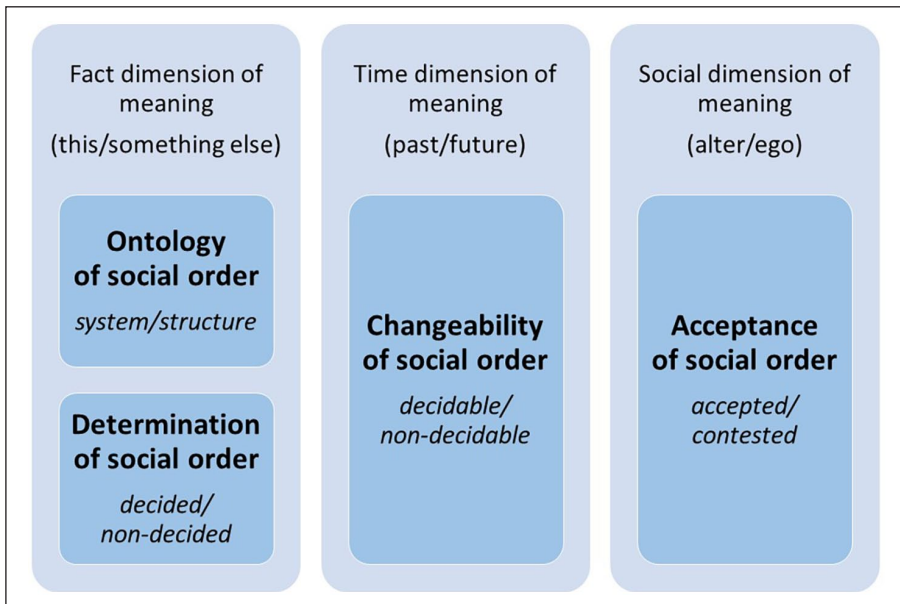 Fact dimension of
meaning
(this/something else)
Ontology
of social order
system/structure
Determination
of social order
decided/
non-decided
Time dimension of
meaning
(past/future)
Changeability
of social order
decidable/
non-decidable
Social dimension of
meaning
(alter/ego)
Acceptance
of social order
accepted/
contested